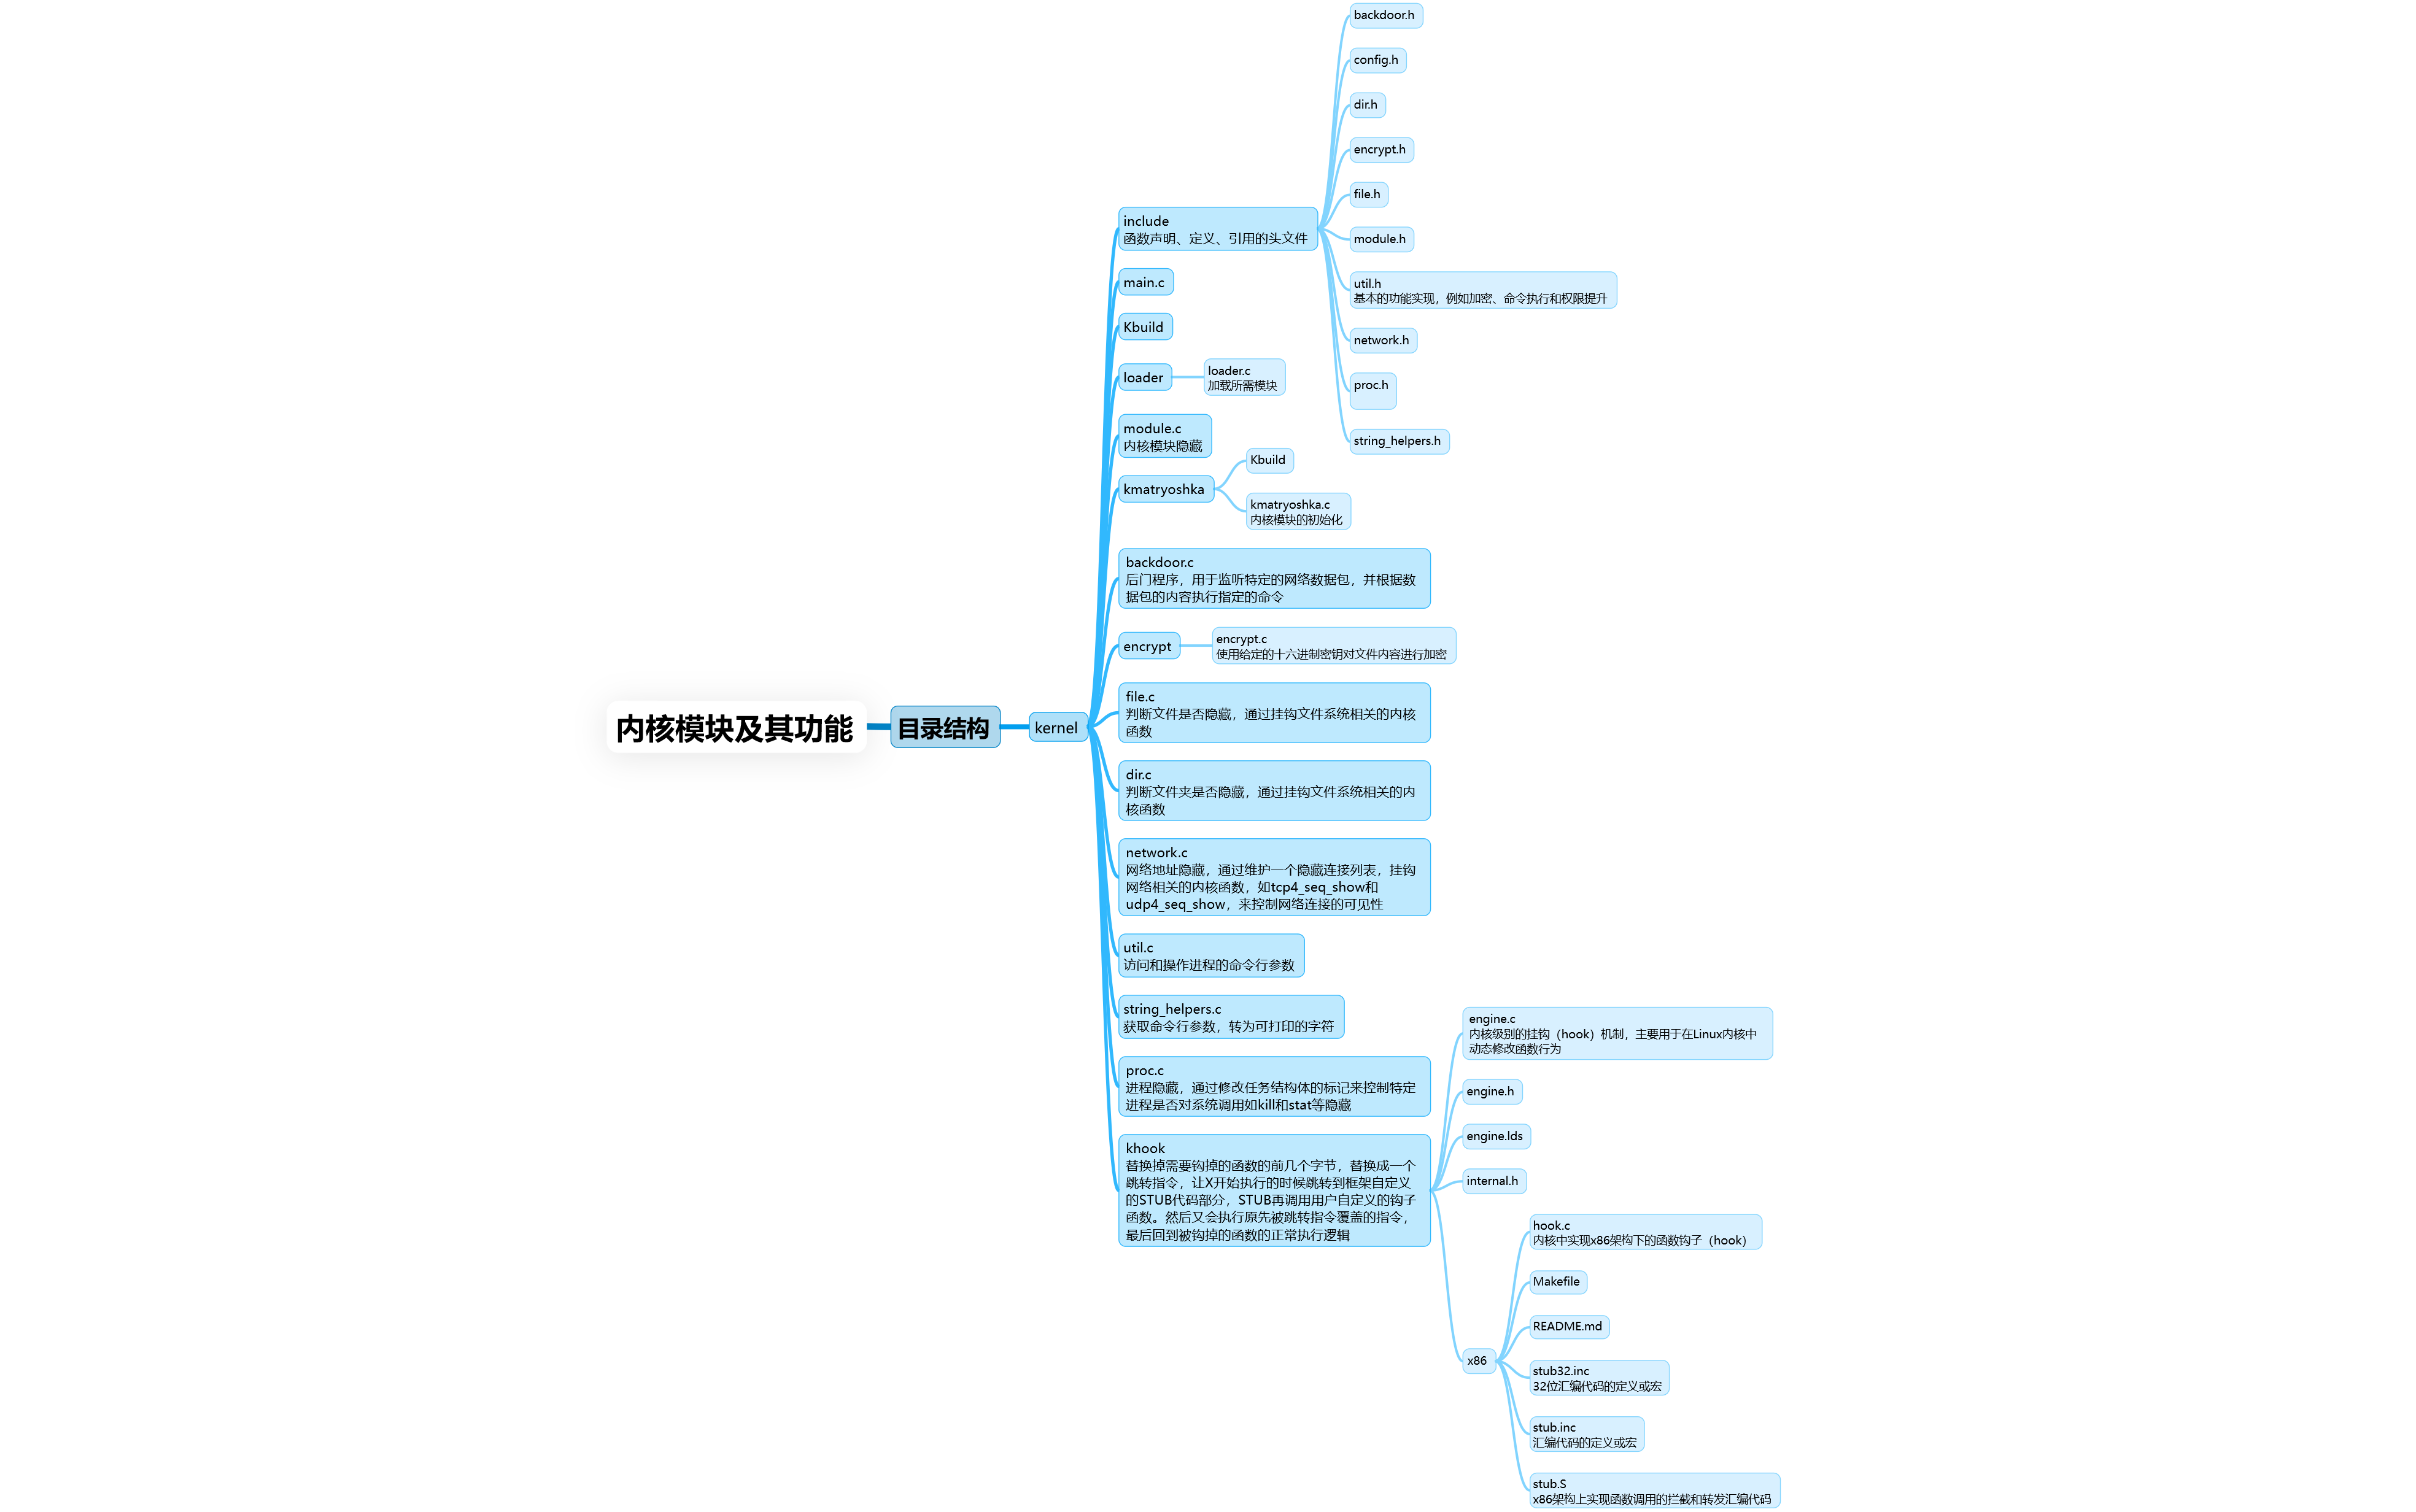 内核模块及其功能
目录结构
kernel
include
函数声明、定义、引用的头文件
backdoor.h
config.h
dir.h
encrypt.h
file.h
module.h
util.h
基本的功能实现，例如加密、命令执行和权限提升
network.h
proc.h
string_helpers.h
main.c
Kbuild
loader
loader.c
加载所需模块
module.c
内核模块隐藏
kmatryoshka
Kbuild
kmatryoshka.c
内核模块的初始化
backdoor.c
后门程序，用于监听特定的网络数据包，并根据数
据包的内容执行指定的命令
encrypt
encrypt.c
使用给定的十六进制密钥对文件内容进行加密
file.c
判断文件是否隐藏，通过挂钩文件系统相关的内核
函数
dir.c
判断文件夹是否隐藏，通过挂钩文件系统相关的内
核函数
network.c
网络地址隐藏，通过维护一个隐藏连接列表，挂钩
网络相关的内核函数，如tcp4_seq_show和
udp4_seq_show，来控制网络连接的可见性
util.c
访问和操作进程的命令行参数
string_helpers.c
获取命令行参数，转为可打印的字符
proc.c
进程隐藏，通过修改任务结构体的标记来控制特定
进程是否对系统调用如kill和stat等隐藏
khook
替换掉需要钩掉的函数的前几个字节，替换成一个
跳转指令，让X开始执行的时候跳转到框架自定义
的STUB代码部分，STUB再调用用户自定义的钩子
函数。然后又会执行原先被跳转指令覆盖的指令，
最后回到被钩掉的函数的正常执行逻辑
engine.c
内核级别的挂钩（hook）机制，主要用于在Linux内核中
动态修改函数行为
engine.h
engine.lds
internal.h
x86
hook.c
内核中实现x86架构下的函数钩子（hook）
Makefile
README.md
stub32.inc
32位汇编代码的定义或宏
stub.inc
汇编代码的定义或宏
stub.S
x86架构上实现函数调用的拦截和转发汇编代码